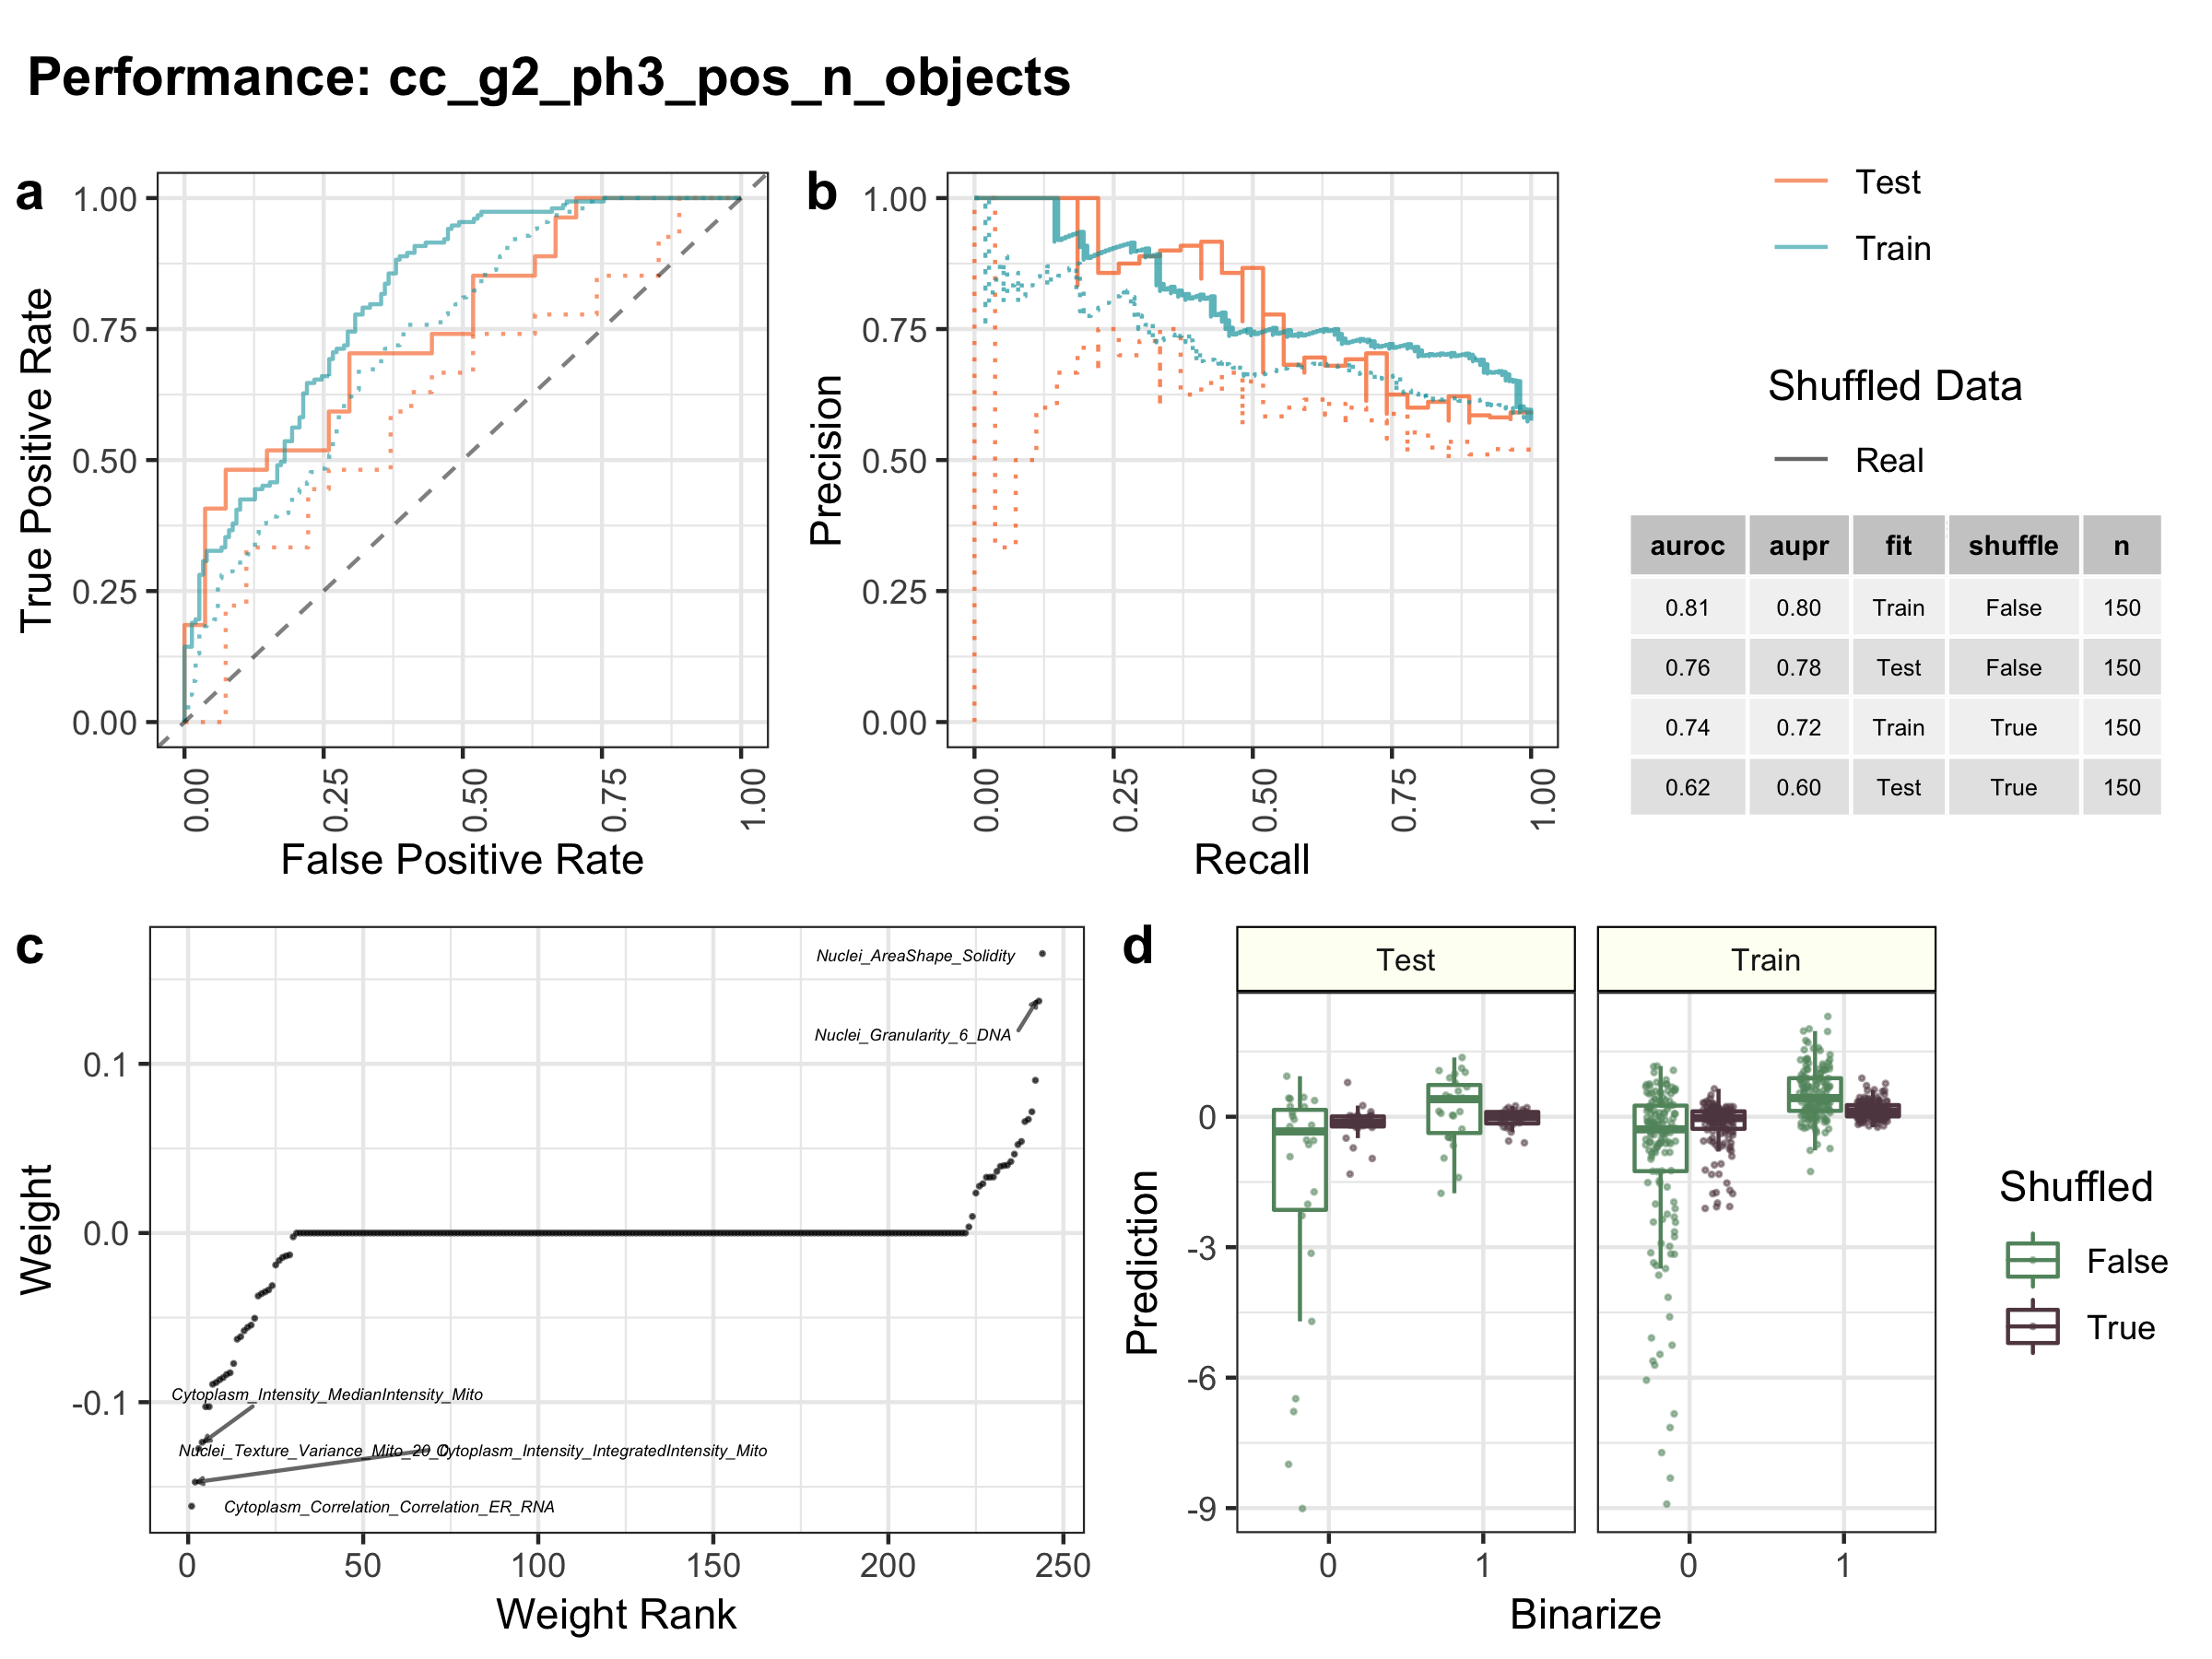 Performance: cc_g2_ph3_pos_n_objects
a
1.00
0.75
0.50
0.25
0.00
True Positive Rate
0.00
0.25
0.50
0.75
1.00
False Positive Rate
b
1.00
0.75
0.50
0.25
0.00
Precision
0.00
0.25
0.50
0.75
1.00
Recall
Test
Train
Shuffled Data
Real
auroc aupr fit shuffle n
0.81 0.80 Train False 150
0.76 0.78 Test False 150
0.74 0.72 Train True 150
0.62 0.60 Test True 150
c
0.1
0.0
-0.1
Weight
Nuclei_AreaShape_Solidity
Nuclei_Granularity_6_DNA
Cytoplasm_Intensity_MedianIntensity_Mito
Nuclei_Texture_Variance_Mito_20_0
Cytoplasm_Intensity_IntegratedIntensity_Mito
Cytoplasm_Correlation_Correlation_ER_RNA
0
50
100
150
200
250
Weight Rank
d
Test
Train
0
-3
-6
-9
Prediction
0
1
0
1
Binarize
Shuffled
False
True